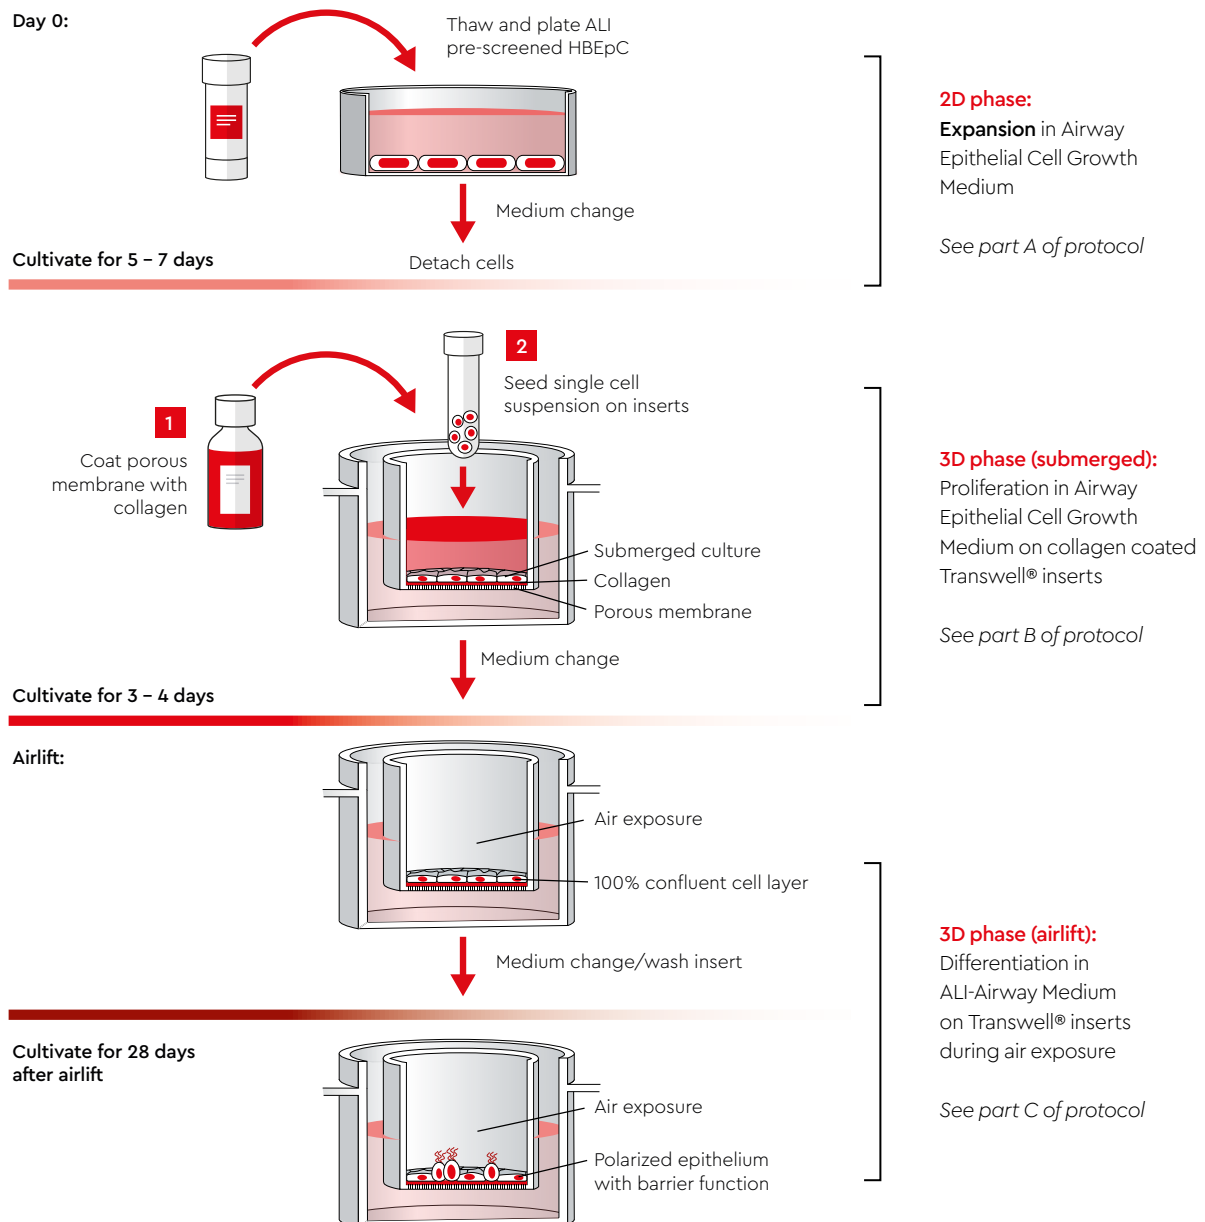 Day 0:
Thaw and plate ALI
pre-screened HBEpC
Medium change
Cultivate for 5 – 7 days
Detach cells
2D phase:
Expansion in Airway
Epithelial Cell Growth
Medium
See part A of protocol
1
Coat porous
membrane with
collagen
2
Seed single cell
suspension on inserts
Submerged culture
Collagen
Porous membrane
Medium change
Cultivate for 3 – 4 days
3D phase (submerged):
Proliferation in Airway
Epithelial Cell Growth
Medium on collagen coated
Transwell® inserts
See part B of protocol
Airlift:
Air exposure
100% confluent cell layer
Medium change/wash insert
Cultivate for 28 days
after airlift
Air exposure
Polarized epithelium
with barrier function
3D phase (airlift):
Differentiation in
ALI-Airway Medium
on Transwell® inserts
during air exposure
See part C of protocol